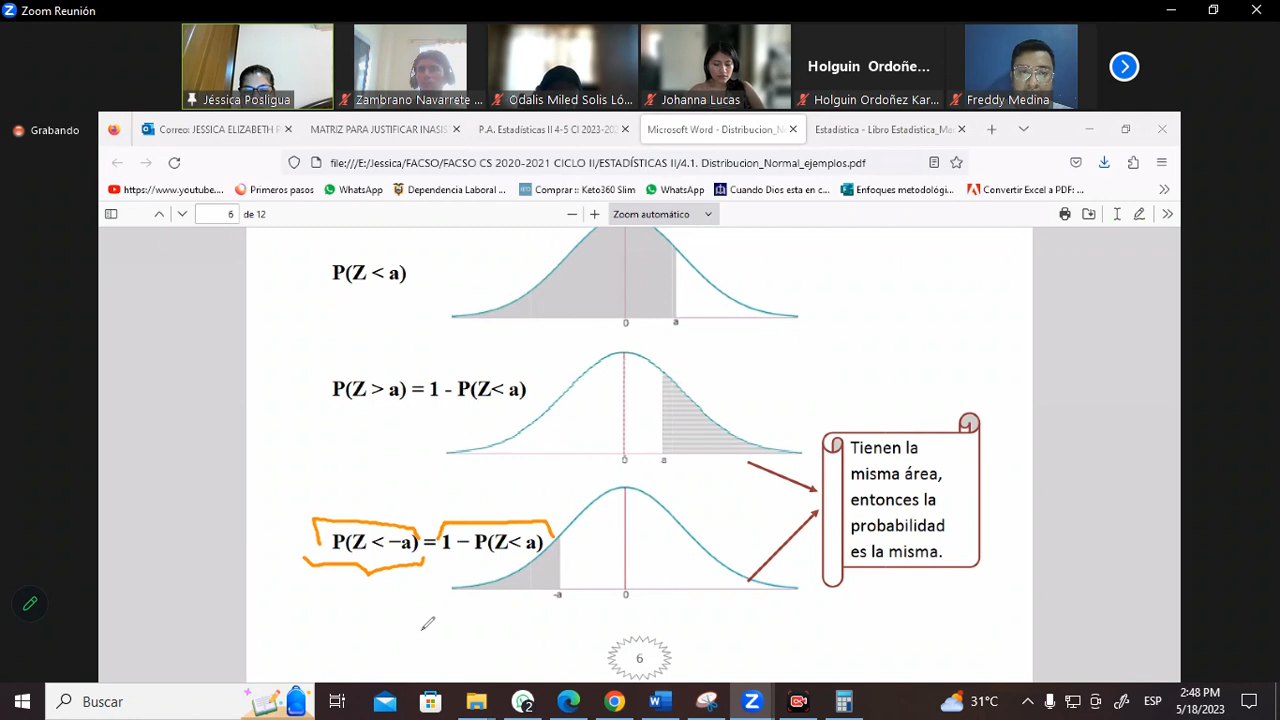 Zoom Reunión
Jéssica Posligua
Zambrano Navarrete ...
Odalis Miled Solis Ló...
Johanna Lucas
Holguin Ordoñe...
Holguin Ordoñez Kar...
Freddy Medina
Grabando
Correo: JESSICA ELIZABETH P
MATRIZ PARA JUSTIFICAR INASIS
P.A. Estadísticas II 4-5 CI 2023-202
Microsoft Word - Distribucion_N
Estadística - Libro Estadistica_Mo
file:///E:/Jessica/FACSO/FACSO CS 2020-2021 CICLO II/ESTADÍSTICAS II/4.1. Distribucion_Normal_ejemplos.pdf
https://www.youtube....
Primeros pasos
WhatsApp
Dependencia Laboral ...
Comprar :: Keto360 Slim
WhatsApp
Cuando Dios esta en c...
Enfoques metodológi...
Convertir Excel a PDF:...
6 de 12
Zoom automático
P(Z < a)
0 a
P(Z > a) = 1 - P(Z< a)
0 a
Tienen la
misma área,
entonces la
probabilidad
es la misma.
P(Z < −a) = 1 − P(Z< a)
-a 0
6
Buscar
31°C
ESP
2:48 PM
5/18/2023